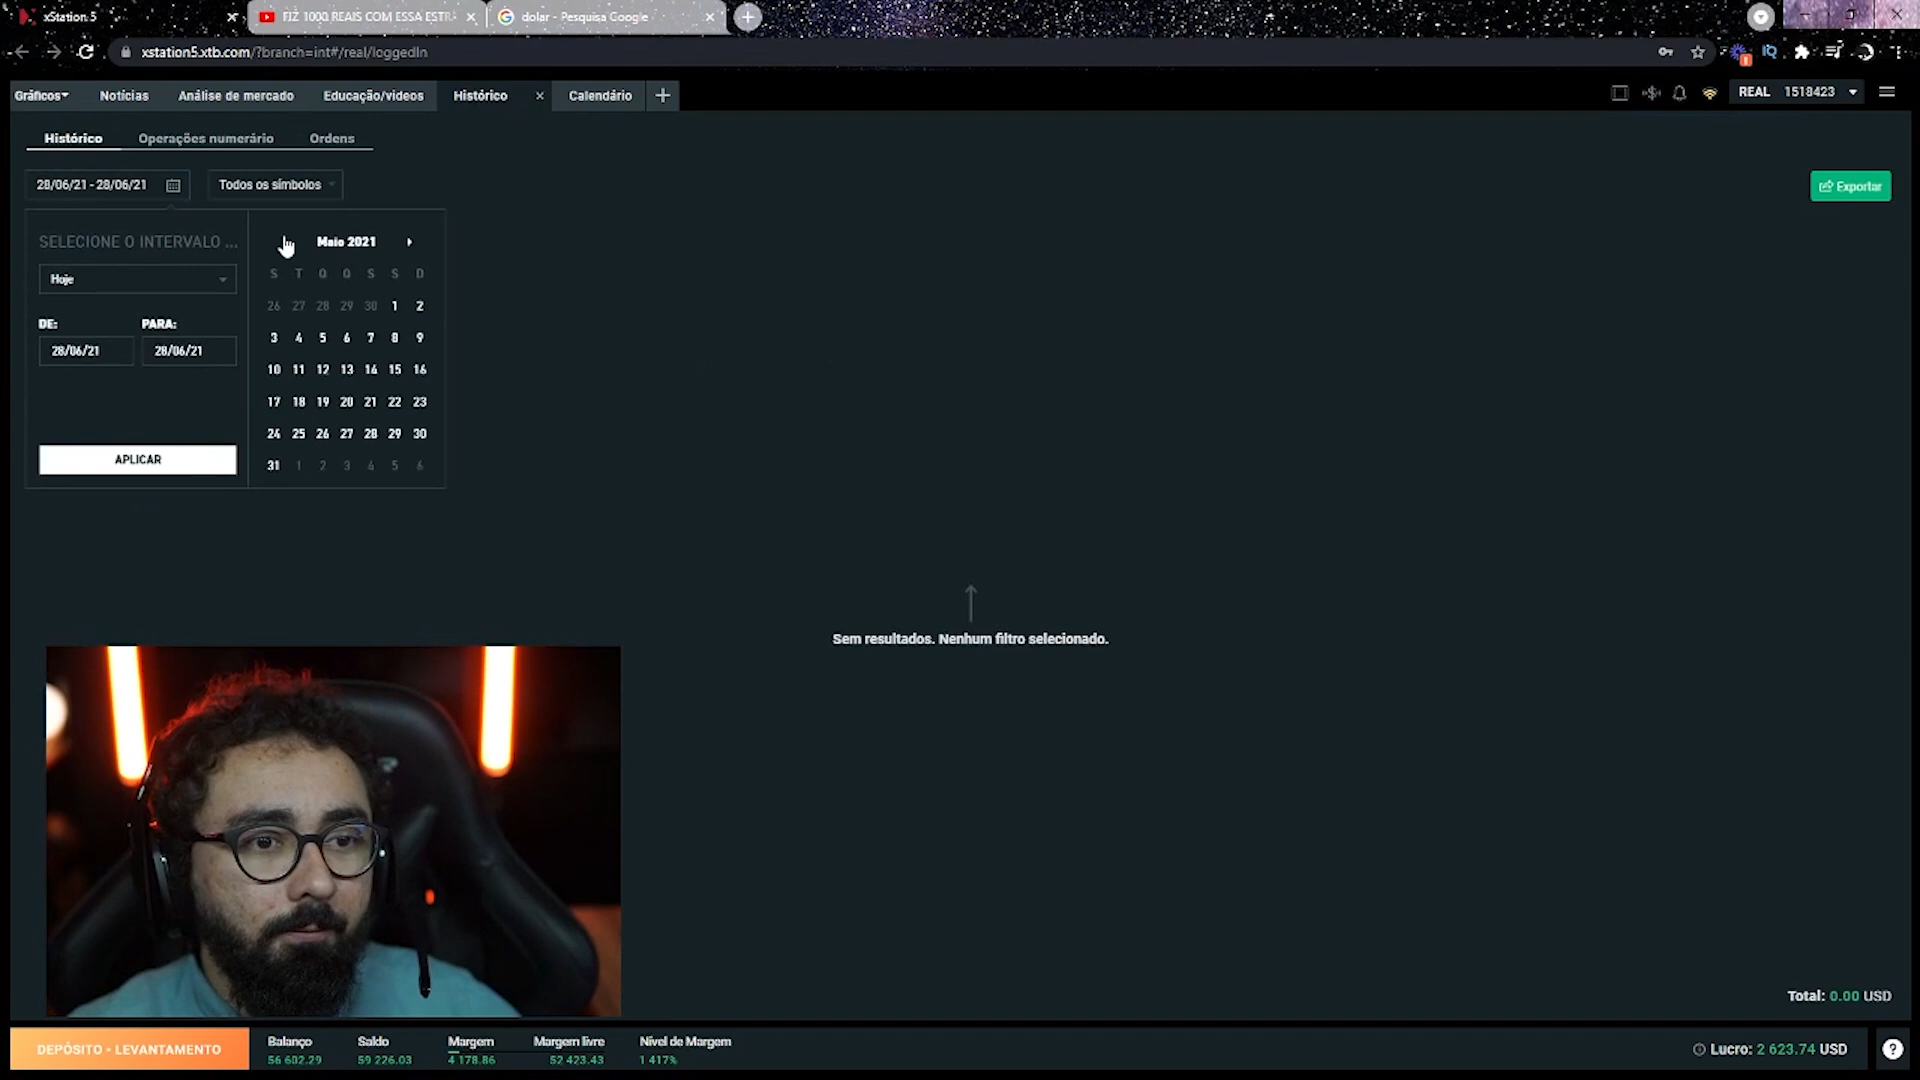 xStation 5
FIZ 1000 REAIS COM ESSA ESTRA
dolar - Pesquisa Google
xstation5.xtb.com/?branch=int#/real/loggedIn
Gráficos
Notícias
Análise de mercado
Educação/videos
Histórico
Calendário
REAL 1518423
Histórico
Operações numerário
Ordens
28/06/21 - 28/06/21
Todos os símbolos
Exportar
SELECIONE O INTERVALO ...
Hoje
DE: PARA:
28/06/21 28/06/21
APLICAR
Maio 2021
S T Q Q S S D
26 27 28 29 30 1 2
3 4 5 6 7 8 9
10 11 12 13 14 15 16
17 18 19 20 21 22 23
24 25 26 27 28 29 30
31 1 2 3 4 5 6
Sem resultados. Nenhum filtro selecionado.
Total: 0.00 USD
DEPÓSITO - LEVANTAMENTO
Balanço Saldo Margem Margem livre Nível de Margem
56 602.29 59 226.03 4 178.86 52 423.43 1 417%
Lucro: 2 623.74 USD